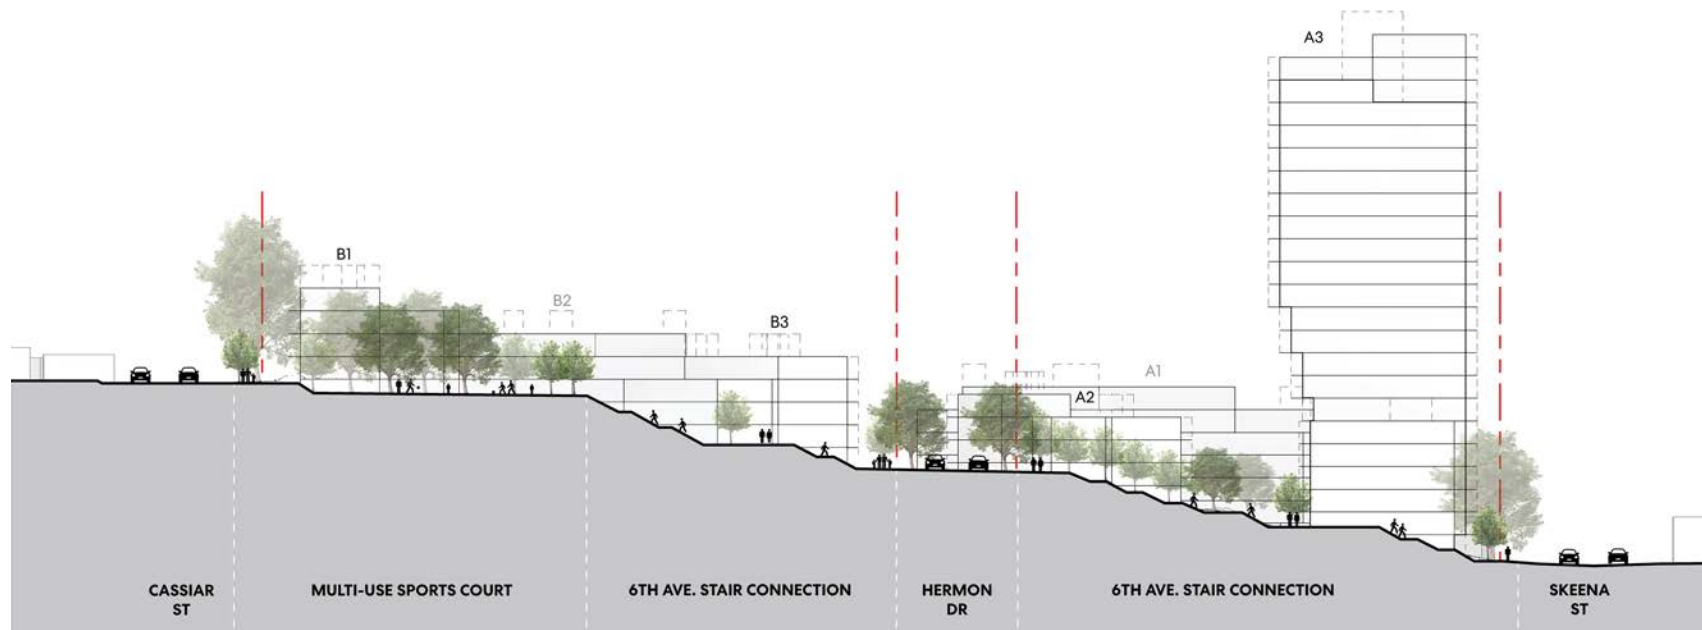 A3
B1
B2
B3
A1
A2
CASSIAR
ST
MULTI-USE SPORTS COURT
6TH AVE. STAIR CONNECTION
HERMON
DR
6TH AVE. STAIR CONNECTION
SKEENA
ST